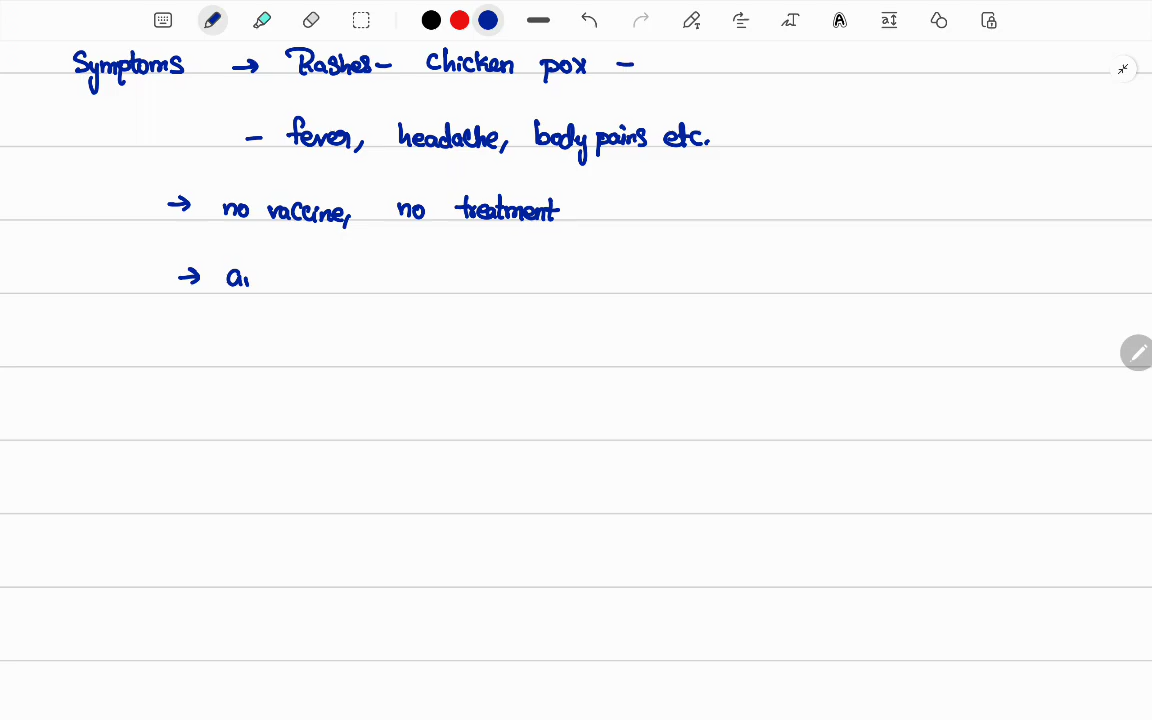 Symptoms → Rashes - Chicken pox -
- fever, headache, body pains etc.
→ no vaccine, no treatment
→ a